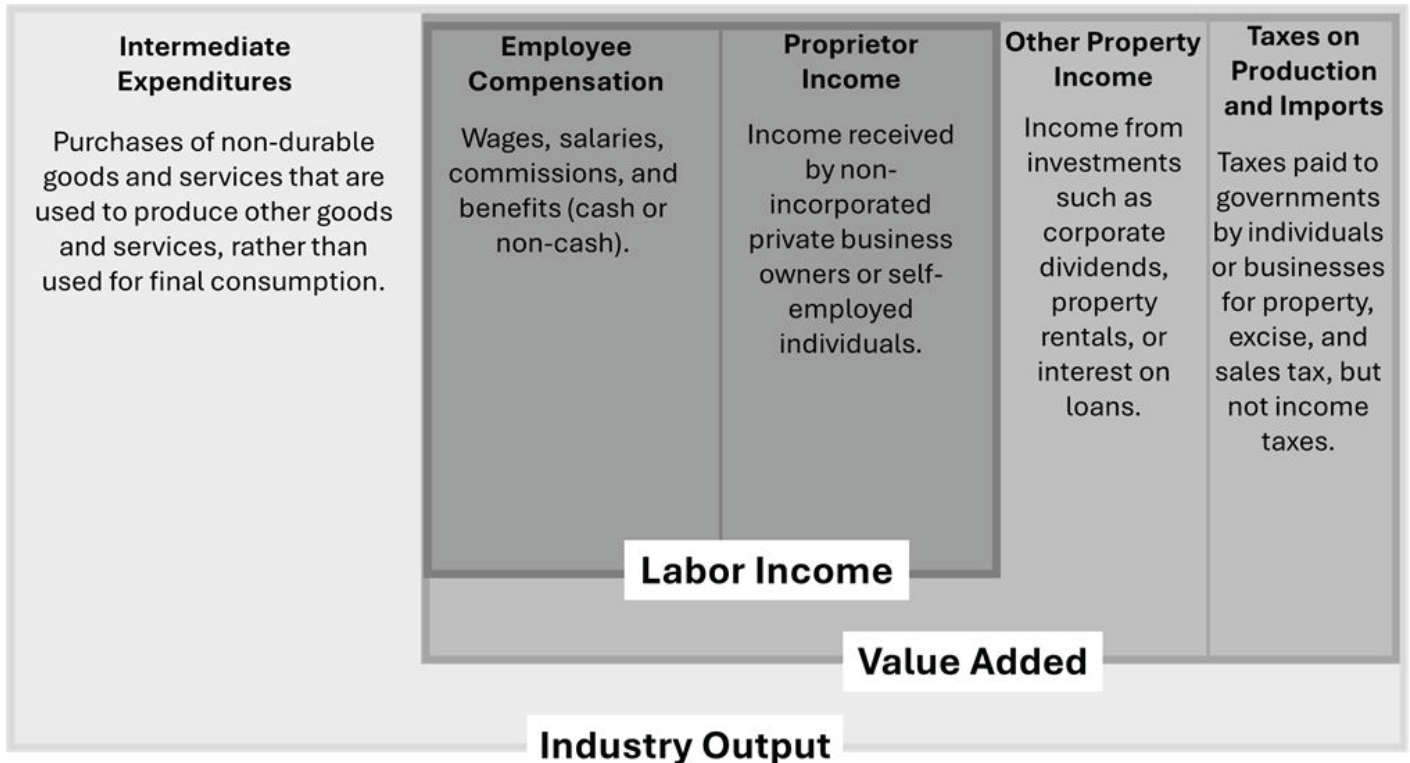 Intermediate
Expenditures
Purchases of non-durable
goods and services that are
used to produce other goods
and services, rather than
used for final consumption.
Employee
Compensation
Wages, salaries,
commissions, and
benefits (cash or
non-cash).
Proprietor
Income
Income received
by non-
incorporated
private business
owners or self-
employed
individuals.
Other Property
Income
Income from
investments
such as
corporate
dividends,
property
rentals, or
interest on
loans.
Taxes on
Production
and Imports
Taxes paid to
governments
by individuals
or businesses
for property,
excise, and
sales tax, but
not income
taxes.
Labor Income
Value Added
Industry Output